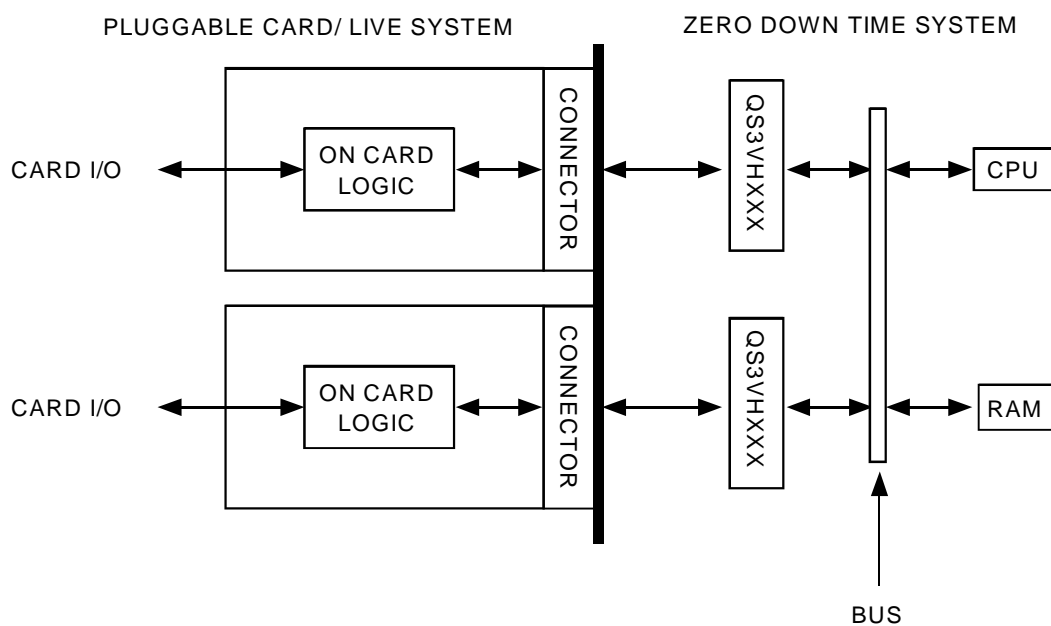 PLUGGABLE CARD/ LIVE SYSTEM
ZERO DOWN TIME SYSTEM
CARD I/O
ON CARD
LOGIC
CONNECTOR
QS3VHXXX
CPU
CARD I/O
ON CARD
LOGIC
CONNECTOR
QS3VHXXX
RAM
BUS